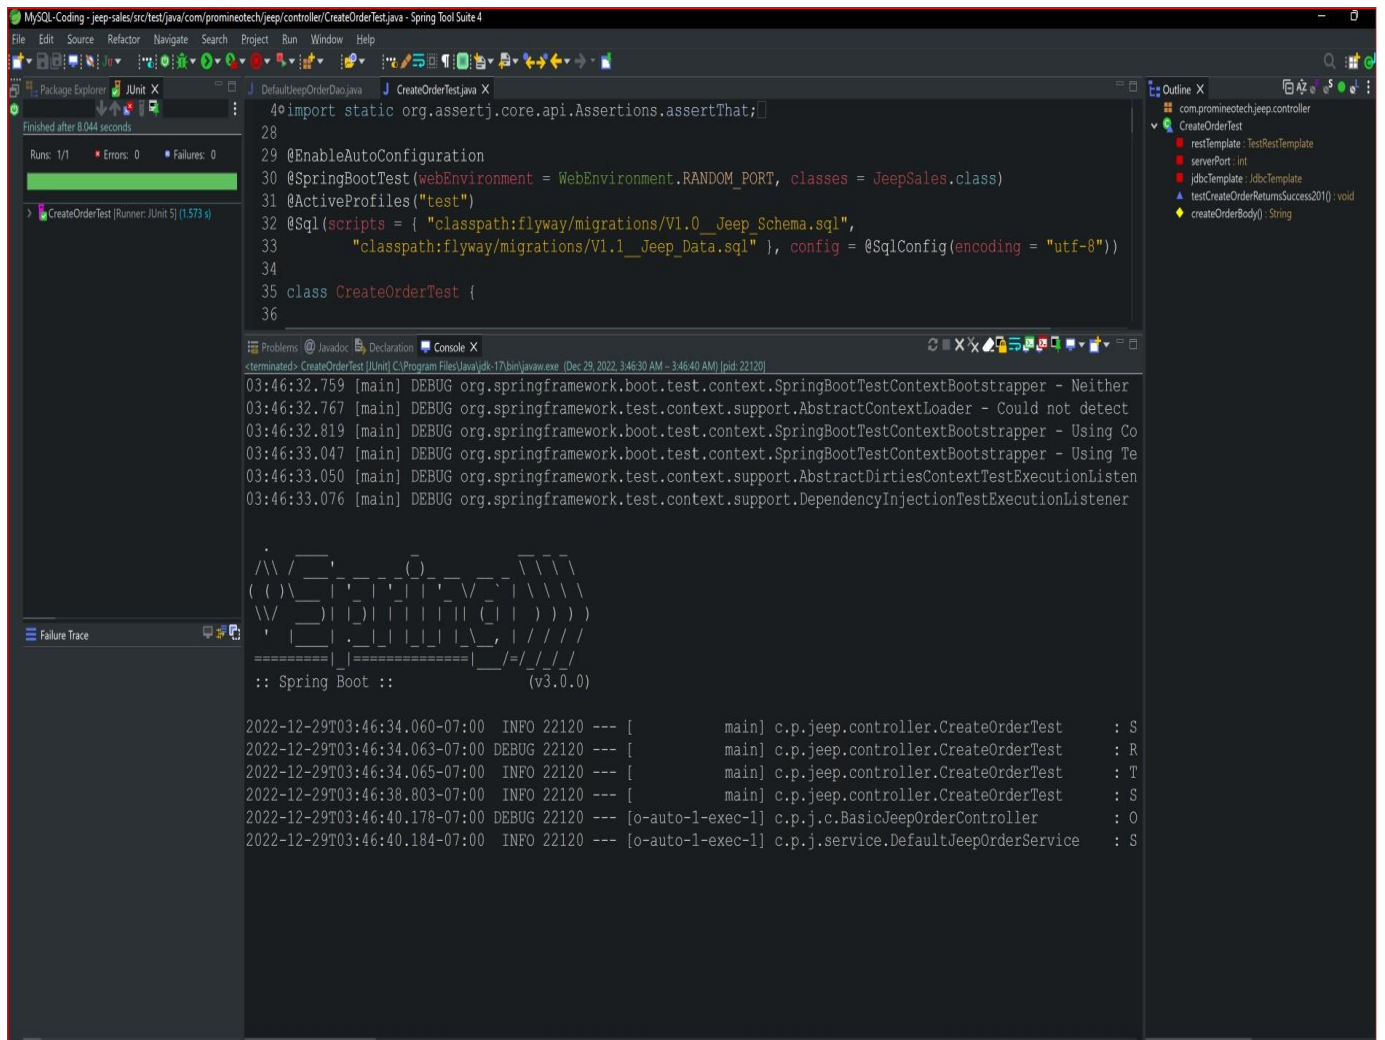 MySQL-Coding - jeep-sales/src/test/java/com/promineotech/jeep/controller/CreateOrderTest.java - Spring Tool Suite 4
File Edit Source Refactor Navigate Search Project Run Window Help
Package Explorer JUnit X
Finished after 8.044 seconds
Runs: 1/1 Errors: 0 Failures: 0
CreateOrderTest [Runner: JUnit 5] (1.573 s)
Failure Trace
DefaultJeepOrderDao.java CreateOrderTest.java X
4 import static org.assertj.core.api.Assertions.assertThat;
28
29 @EnableAutoConfiguration
30 @SpringBootTest(webEnvironment = WebEnvironment.RANDOM_PORT, classes = JeepSales.class)
31 @ActiveProfiles("test")
32 @Sql(scripts = { "classpath:flyway/migrations/V1.0__Jeep_Schema.sql",
33 "classpath:flyway/migrations/V1.1__Jeep_Data.sql" }, config = @SqlConfig(encoding = "utf-8"))
34
35 class CreateOrderTest {
36
Problems Javadoc Declaration Console X
<terminated> CreateOrderTest [JUnit] C:\Program Files\Java\jdk-17\bin\javaw.exe (Dec 29, 2022, 3:46:30 AM – 3:46:40 AM) [pid: 22120]
03:46:32.759 [main] DEBUG org.springframework.boot.test.context.SpringBootTestContextBootstrapper - Neither
03:46:32.767 [main] DEBUG org.springframework.test.context.support.AbstractContextLoader - Could not detect
03:46:32.819 [main] DEBUG org.springframework.boot.test.context.SpringBootTestContextBootstrapper - Using Co
03:46:33.047 [main] DEBUG org.springframework.boot.test.context.SpringBootTestContextBootstrapper - Using Te
03:46:33.050 [main] DEBUG org.springframework.test.context.support.AbstractDirtiesContextTestExecutionListen
03:46:33.076 [main] DEBUG org.springframework.test.context.support.DependencyInjectionTestExecutionListener
Spring
:: Spring Boot :: (v3.0.0)
2022-12-29T03:46:34.060-07:00 INFO 22120 --- [ main] c.p.jeep.controller.CreateOrderTest : S
2022-12-29T03:46:34.063-07:00 DEBUG 22120 --- [ main] c.p.jeep.controller.CreateOrderTest : R
2022-12-29T03:46:34.065-07:00 INFO 22120 --- [ main] c.p.jeep.controller.CreateOrderTest : T
2022-12-29T03:46:38.803-07:00 INFO 22120 --- [ main] c.p.jeep.controller.CreateOrderTest : S
2022-12-29T03:46:40.178-07:00 DEBUG 22120 --- [o-auto-1-exec-1] c.p.j.c.BasicJeepOrderController : O
2022-12-29T03:46:40.184-07:00 INFO 22120 --- [o-auto-1-exec-1] c.p.j.service.DefaultJeepOrderService : S
Outline X
com.promineotech.jeep.controller
CreateOrderTest
restTemplate : TestRestTemplate
serverPort : int
jdbcTemplate : JdbcTemplate
testCreateOrderReturnsSuccess201() : void
createOrderBody() : String